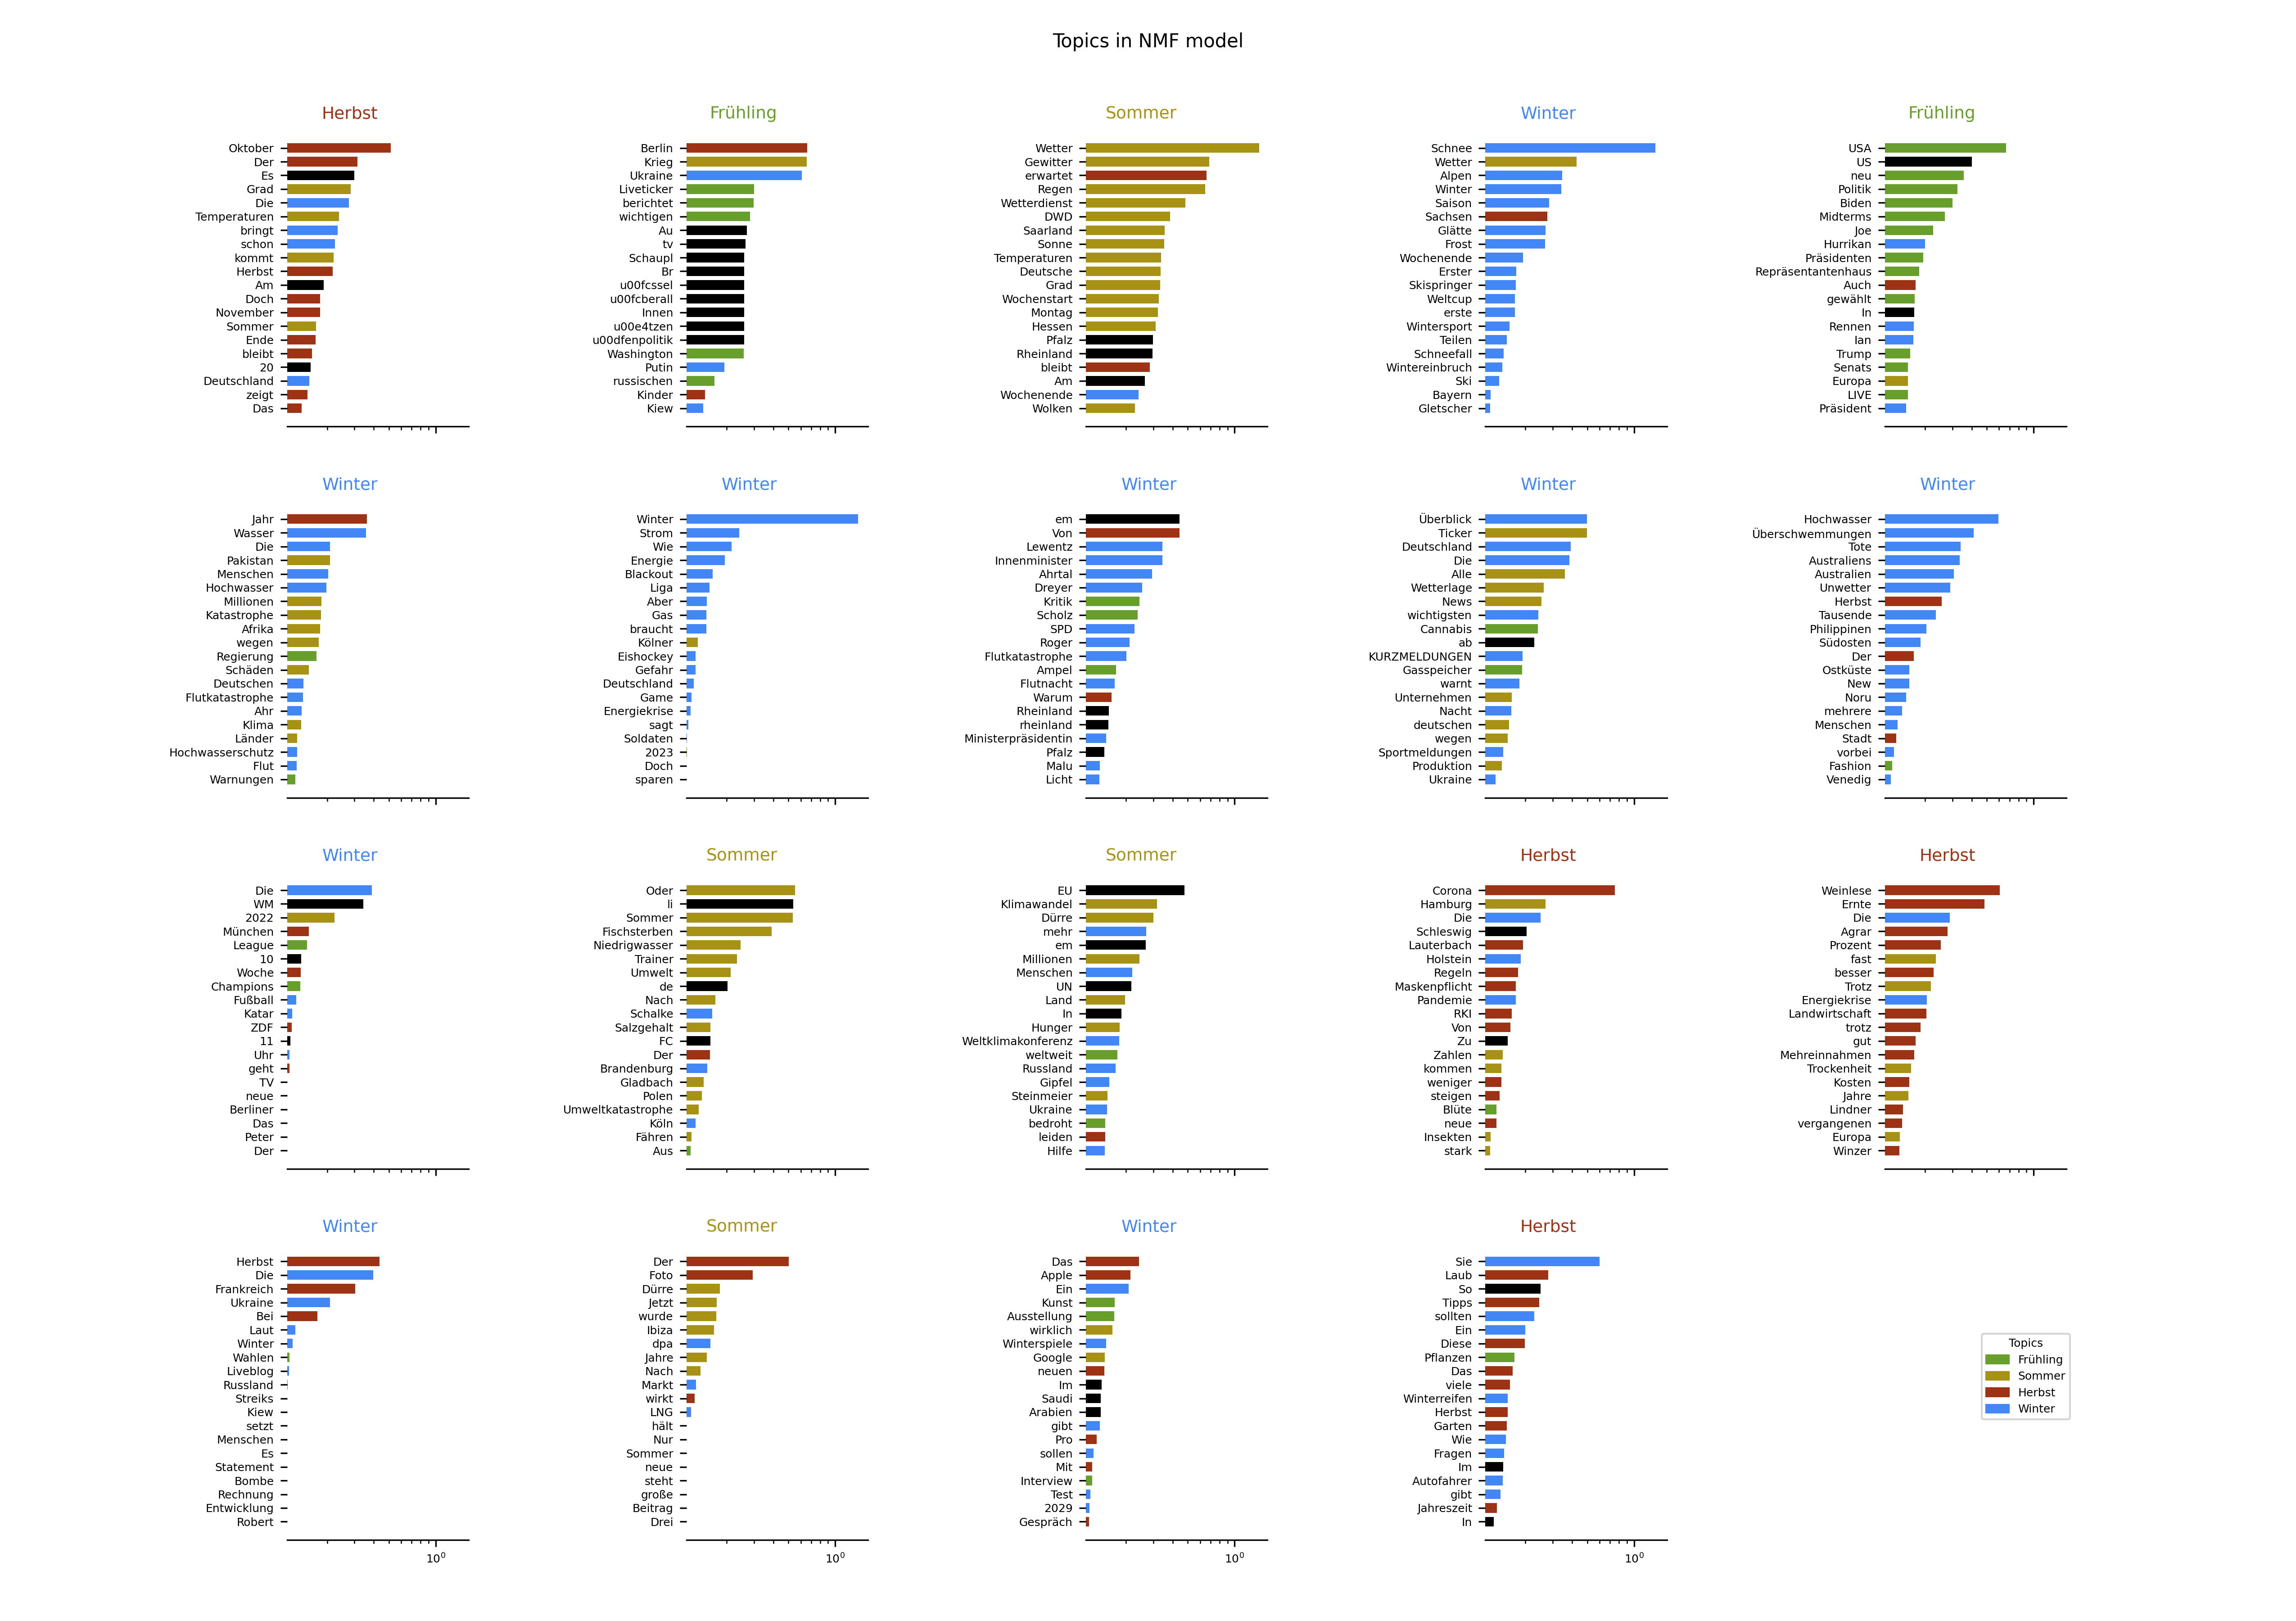 Topics in NMF model
Herbst
Oktober
Der
Es
Grad
Die
Temperaturen
bringt
schon
kommt
Herbst
Am
Doch
November
Sommer
Ende
bleibt
20
Deutschland
zeigt
Das
Frühling
Berlin
Krieg
Ukraine
Liveticker
berichtet
wichtigen
Au
tv
Schaupl
Br
u00fcssel
u00fcberall
Innen
u00e4tzen
u00dfenpolitik
Washington
Putin
russischen
Kinder
Kiew
Sommer
Wetter
Gewitter
erwartet
Regen
Wetterdienst
DWD
Saarland
Sonne
Temperaturen
Deutsche
Grad
Wochenstart
Montag
Hessen
Pfalz
Rheinland
bleibt
Am
Wochenende
Wolken
Winter
Schnee
Wetter
Alpen
Winter
Saison
Sachsen
Glätte
Frost
Wochenende
Erster
Skispringer
Weltcup
erste
Wintersport
Teilen
Schneefall
Wintereinbruch
Ski
Bayern
Gletscher
Frühling
USA
US
neu
Politik
Biden
Midterms
Joe
Hurrikan
Präsidenten
Repräsentantenhaus
Auch
gewählt
In
Rennen
Ian
Trump
Senats
Europa
LIVE
Präsident
Winter
Jahr
Wasser
Die
Pakistan
Menschen
Hochwasser
Millionen
Katastrophe
Afrika
wegen
Regierung
Schäden
Deutschen
Flutkatastrophe
Ahr
Klima
Länder
Hochwasserschutz
Flut
Warnungen
Winter
Winter
Strom
Wie
Energie
Blackout
Liga
Aber
Gas
braucht
Kölner
Eishockey
Gefahr
Deutschland
Game
Energiekrise
sagt
Soldaten
2023
Doch
sparen
Winter
em
Von
Lewentz
Innenminister
Ahrtal
Dreyer
Kritik
Scholz
SPD
Roger
Flutkatastrophe
Ampel
Flutnacht
Warum
Rheinland
rheinland
Ministerpräsidentin
Pfalz
Malu
Licht
Winter
Überblick
Ticker
Deutschland
Die
Alle
Wetterlage
News
wichtigsten
Cannabis
ab
KURZMELDUNGEN
Gasspeicher
warnt
Unternehmen
Nacht
deutschen
wegen
Sportmeldungen
Produktion
Ukraine
Winter
Hochwasser
Überschwemmungen
Tote
Australiens
Australien
Unwetter
Herbst
Tausende
Philippinen
Südosten
Der
Ostküste
New
Noru
mehrere
Menschen
Stadt
vorbei
Fashion
Venedig
Winter
Die
WM
2022
München
League
10
Woche
Champions
Fußball
Katar
ZDF
11
Uhr
geht
TV
neue
Berliner
Das
Peter
Der
Sommer
Oder
li
Sommer
Fischsterben
Niedrigwasser
Trainer
Umwelt
de
Nach
Schalke
Salzgehalt
FC
Der
Brandenburg
Gladbach
Polen
Umweltkatastrophe
Köln
Fähren
Aus
Sommer
EU
Klimawandel
Dürre
mehr
em
Millionen
Menschen
UN
Land
In
Hunger
Weltklimakonferenz
weltweit
Russland
Gipfel
Steinmeier
Ukraine
bedroht
leiden
Hilfe
Herbst
Corona
Hamburg
Die
Schleswig
Lauterbach
Holstein
Regeln
Maskenpflicht
Pandemie
RKI
Von
Zu
Zahlen
kommen
weniger
steigen
Blüte
neue
Insekten
stark
Herbst
Weinlese
Ernte
Die
Agrar
Prozent
fast
besser
Trotz
Energiekrise
Landwirtschaft
trotz
gut
Mehreinnahmen
Trockenheit
Kosten
Jahre
Lindner
vergangenen
Europa
Winzer
Winter
Herbst
Die
Frankreich
Ukraine
Bei
Laut
Winter
Wahlen
Liveblog
Russland
Streiks
Kiew
setzt
Menschen
Es
Statement
Bombe
Rechnung
Entwicklung
Robert
10⁰
Sommer
Der
Foto
Dürre
Jetzt
wurde
Ibiza
dpa
Jahre
Nach
Markt
wirkt
LNG
hält
Nur
Sommer
neue
steht
große
Beitrag
Drei
10⁰
Winter
Das
Apple
Ein
Kunst
Ausstellung
wirklich
Winterspiele
Google
neuen
Im
Saudi
Arabien
gibt
Pro
sollen
Mit
Interview
Test
2029
Gespräch
10⁰
Herbst
Sie
Laub
So
Tipps
sollten
Ein
Diese
Pflanzen
Das
viele
Winterreifen
Herbst
Garten
Wie
Fragen
Im
Autofahrer
gibt
Jahreszeit
In
10⁰
Topics
Frühling
Sommer
Herbst
Winter